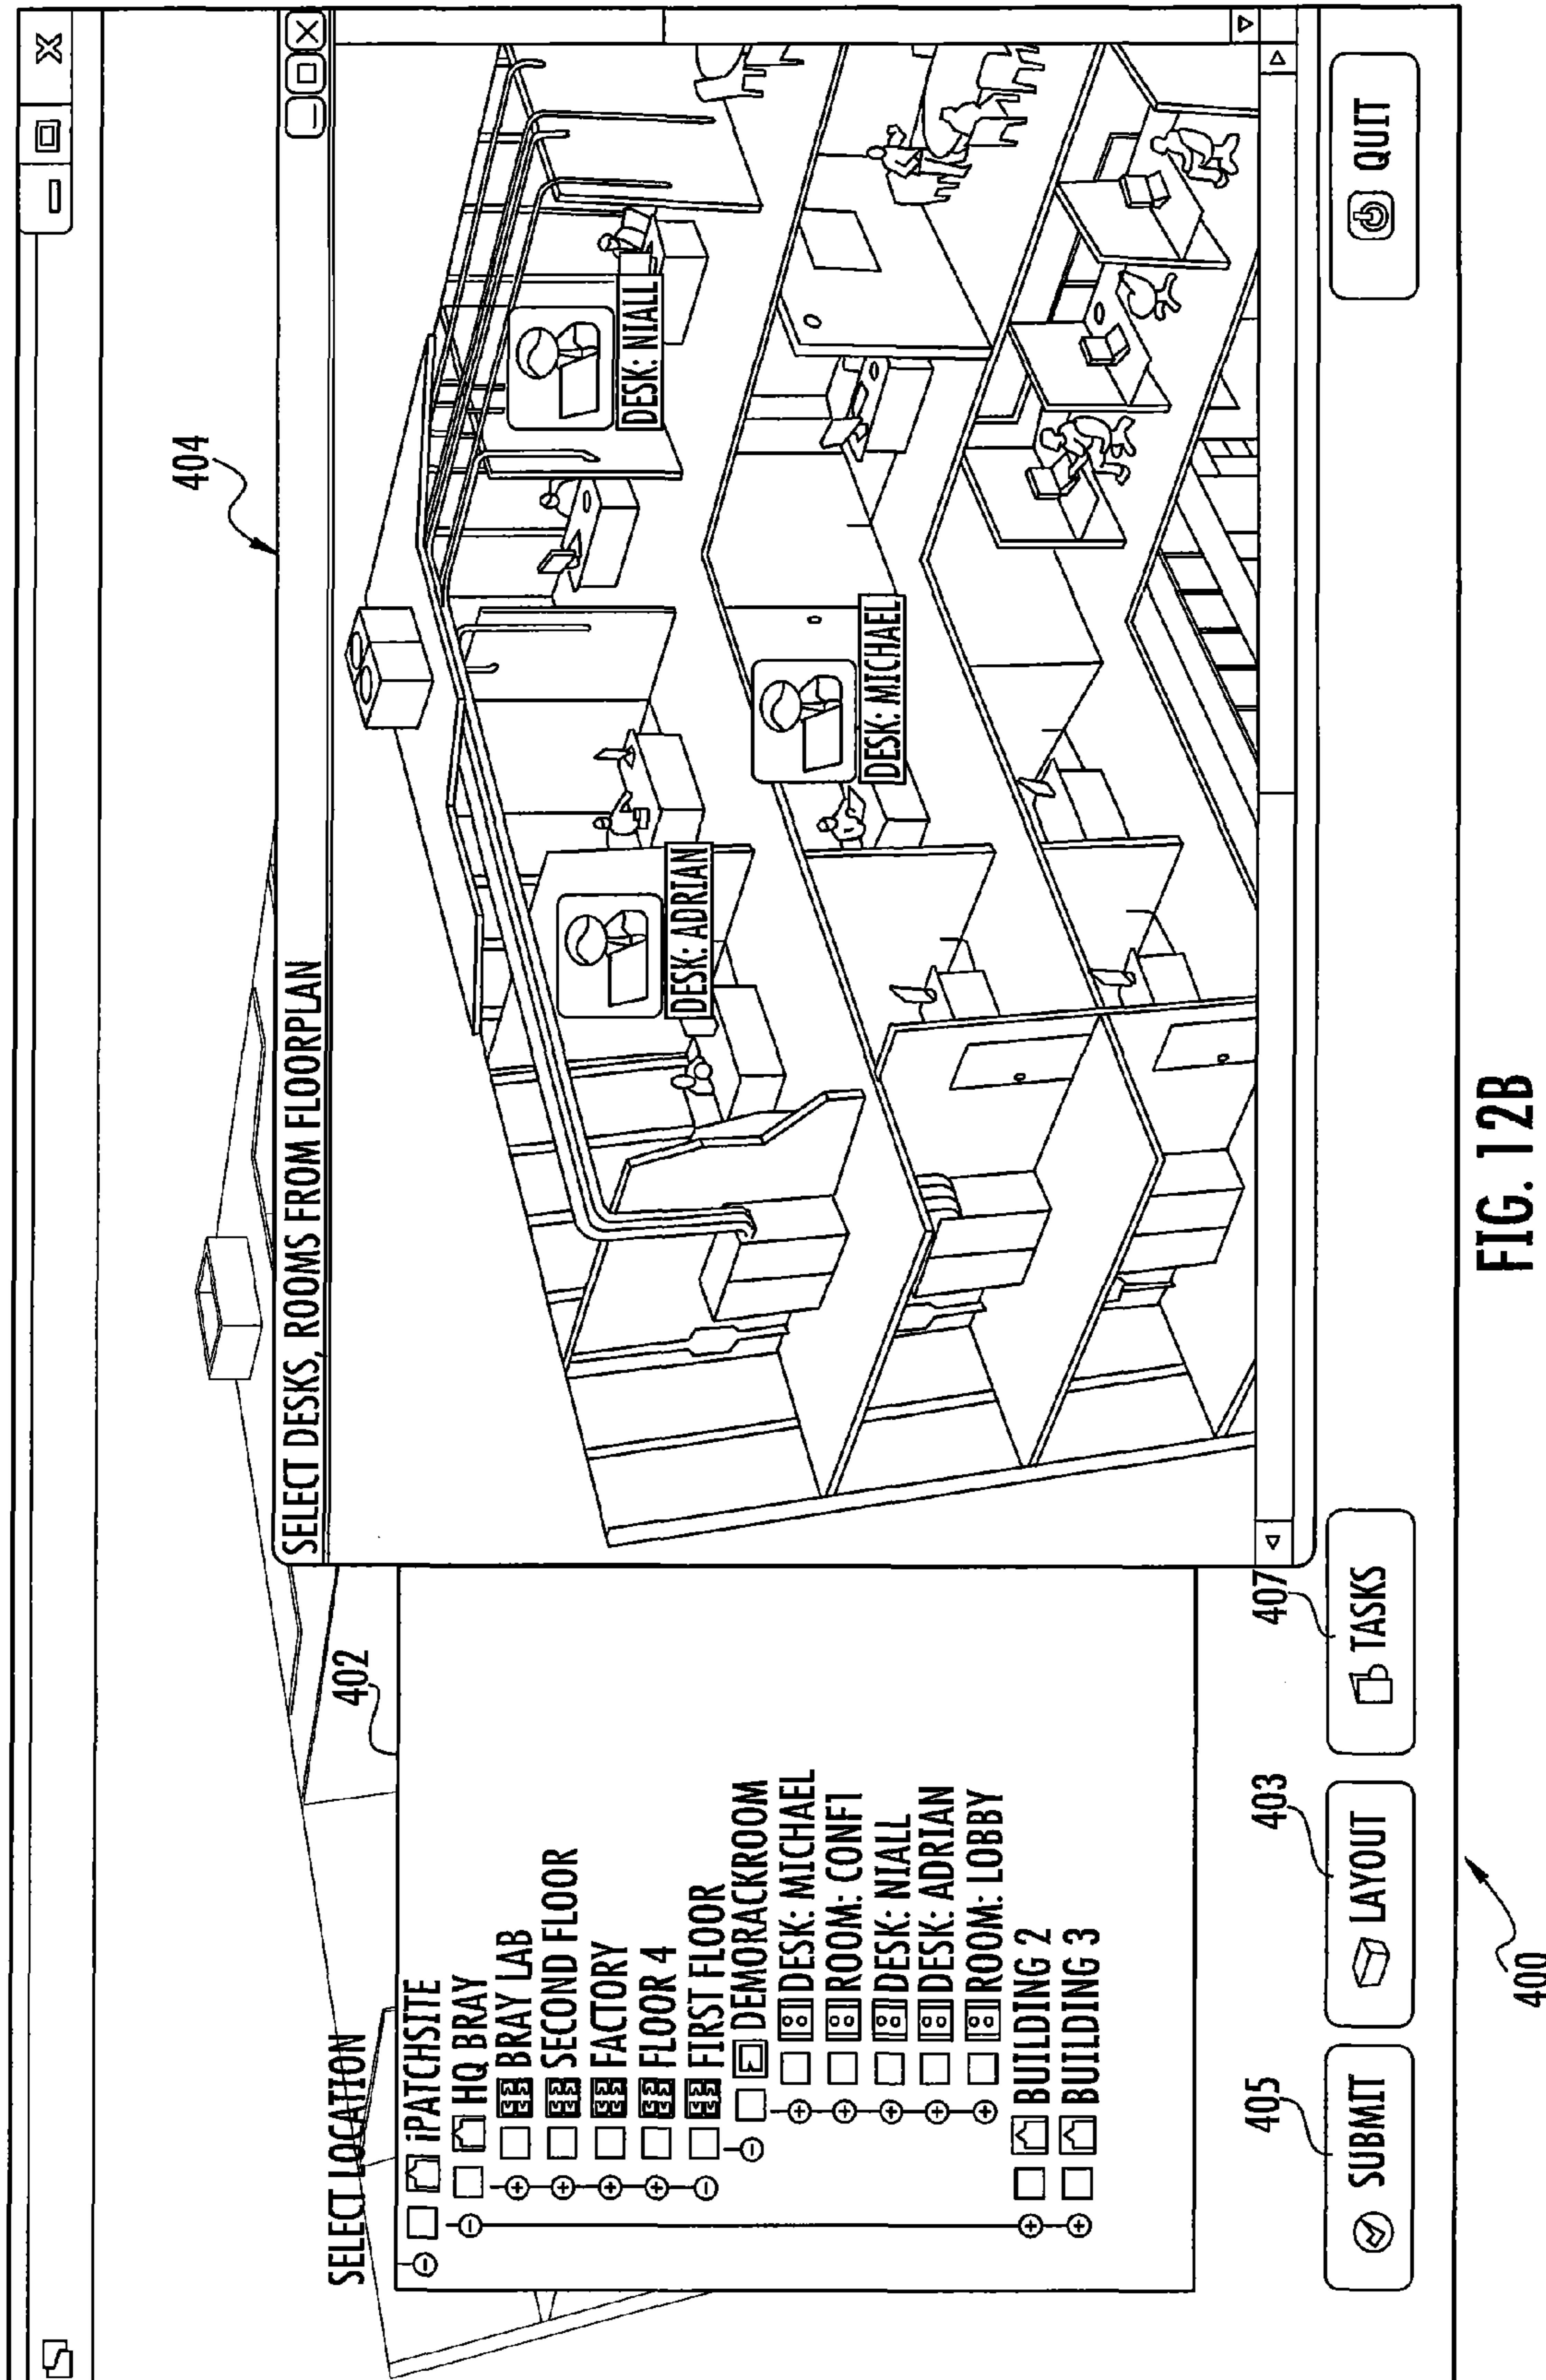 404
SELECT DESKS, ROOMS FROM FLOORPLAN
DESK: ADRIAN
DESK: NIALL
DESK: MICHAEL
SELECT LOCATION
402
iPATCHSITE
HQ BRAY
BRAY LAB
SECOND FLOOR
FACTORY
FLOOR 4
FIRST FLOOR
DEMORACKROOM
DESK: MICHAEL
ROOM: CONF1
DESK: NIALL
DESK: ADRIAN
ROOM: LOBBY
BUILDING 2
BUILDING 3
405
403
407
SUBMIT
LAYOUT
TASKS
QUIT
400
FIG. 12B